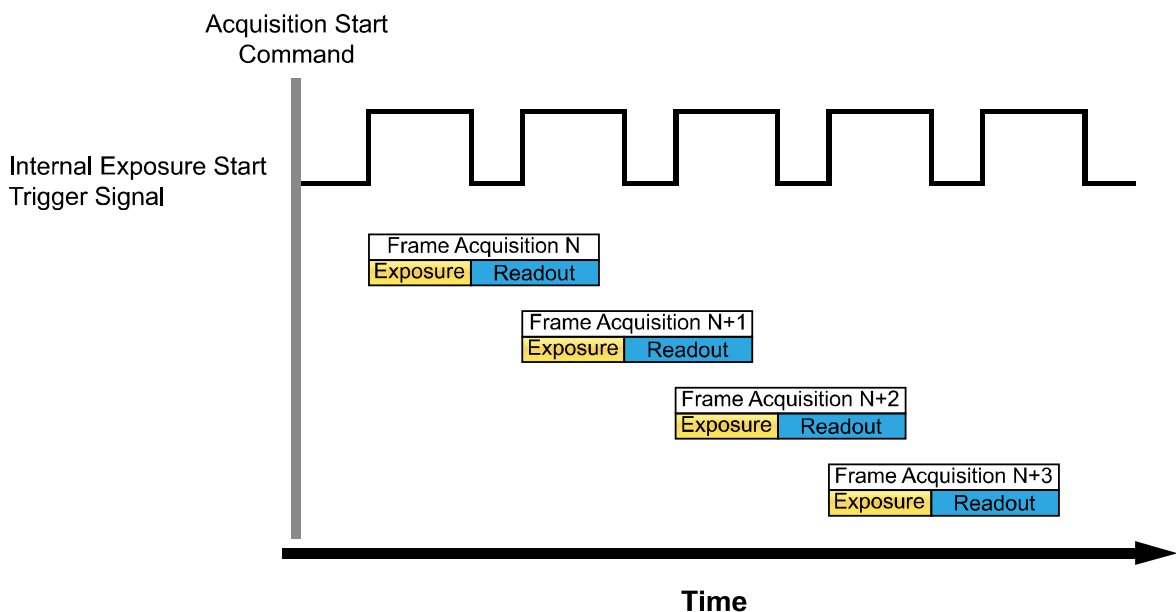 Acquisition Start
Command
Internal Exposure Start
Trigger Signal
Frame Acquisition N
Exposure Readout
Frame Acquisition N+1
Exposure Readout
Frame Acquisition N+2
Exposure Readout
Frame Acquisition N+3
Exposure Readout
Time